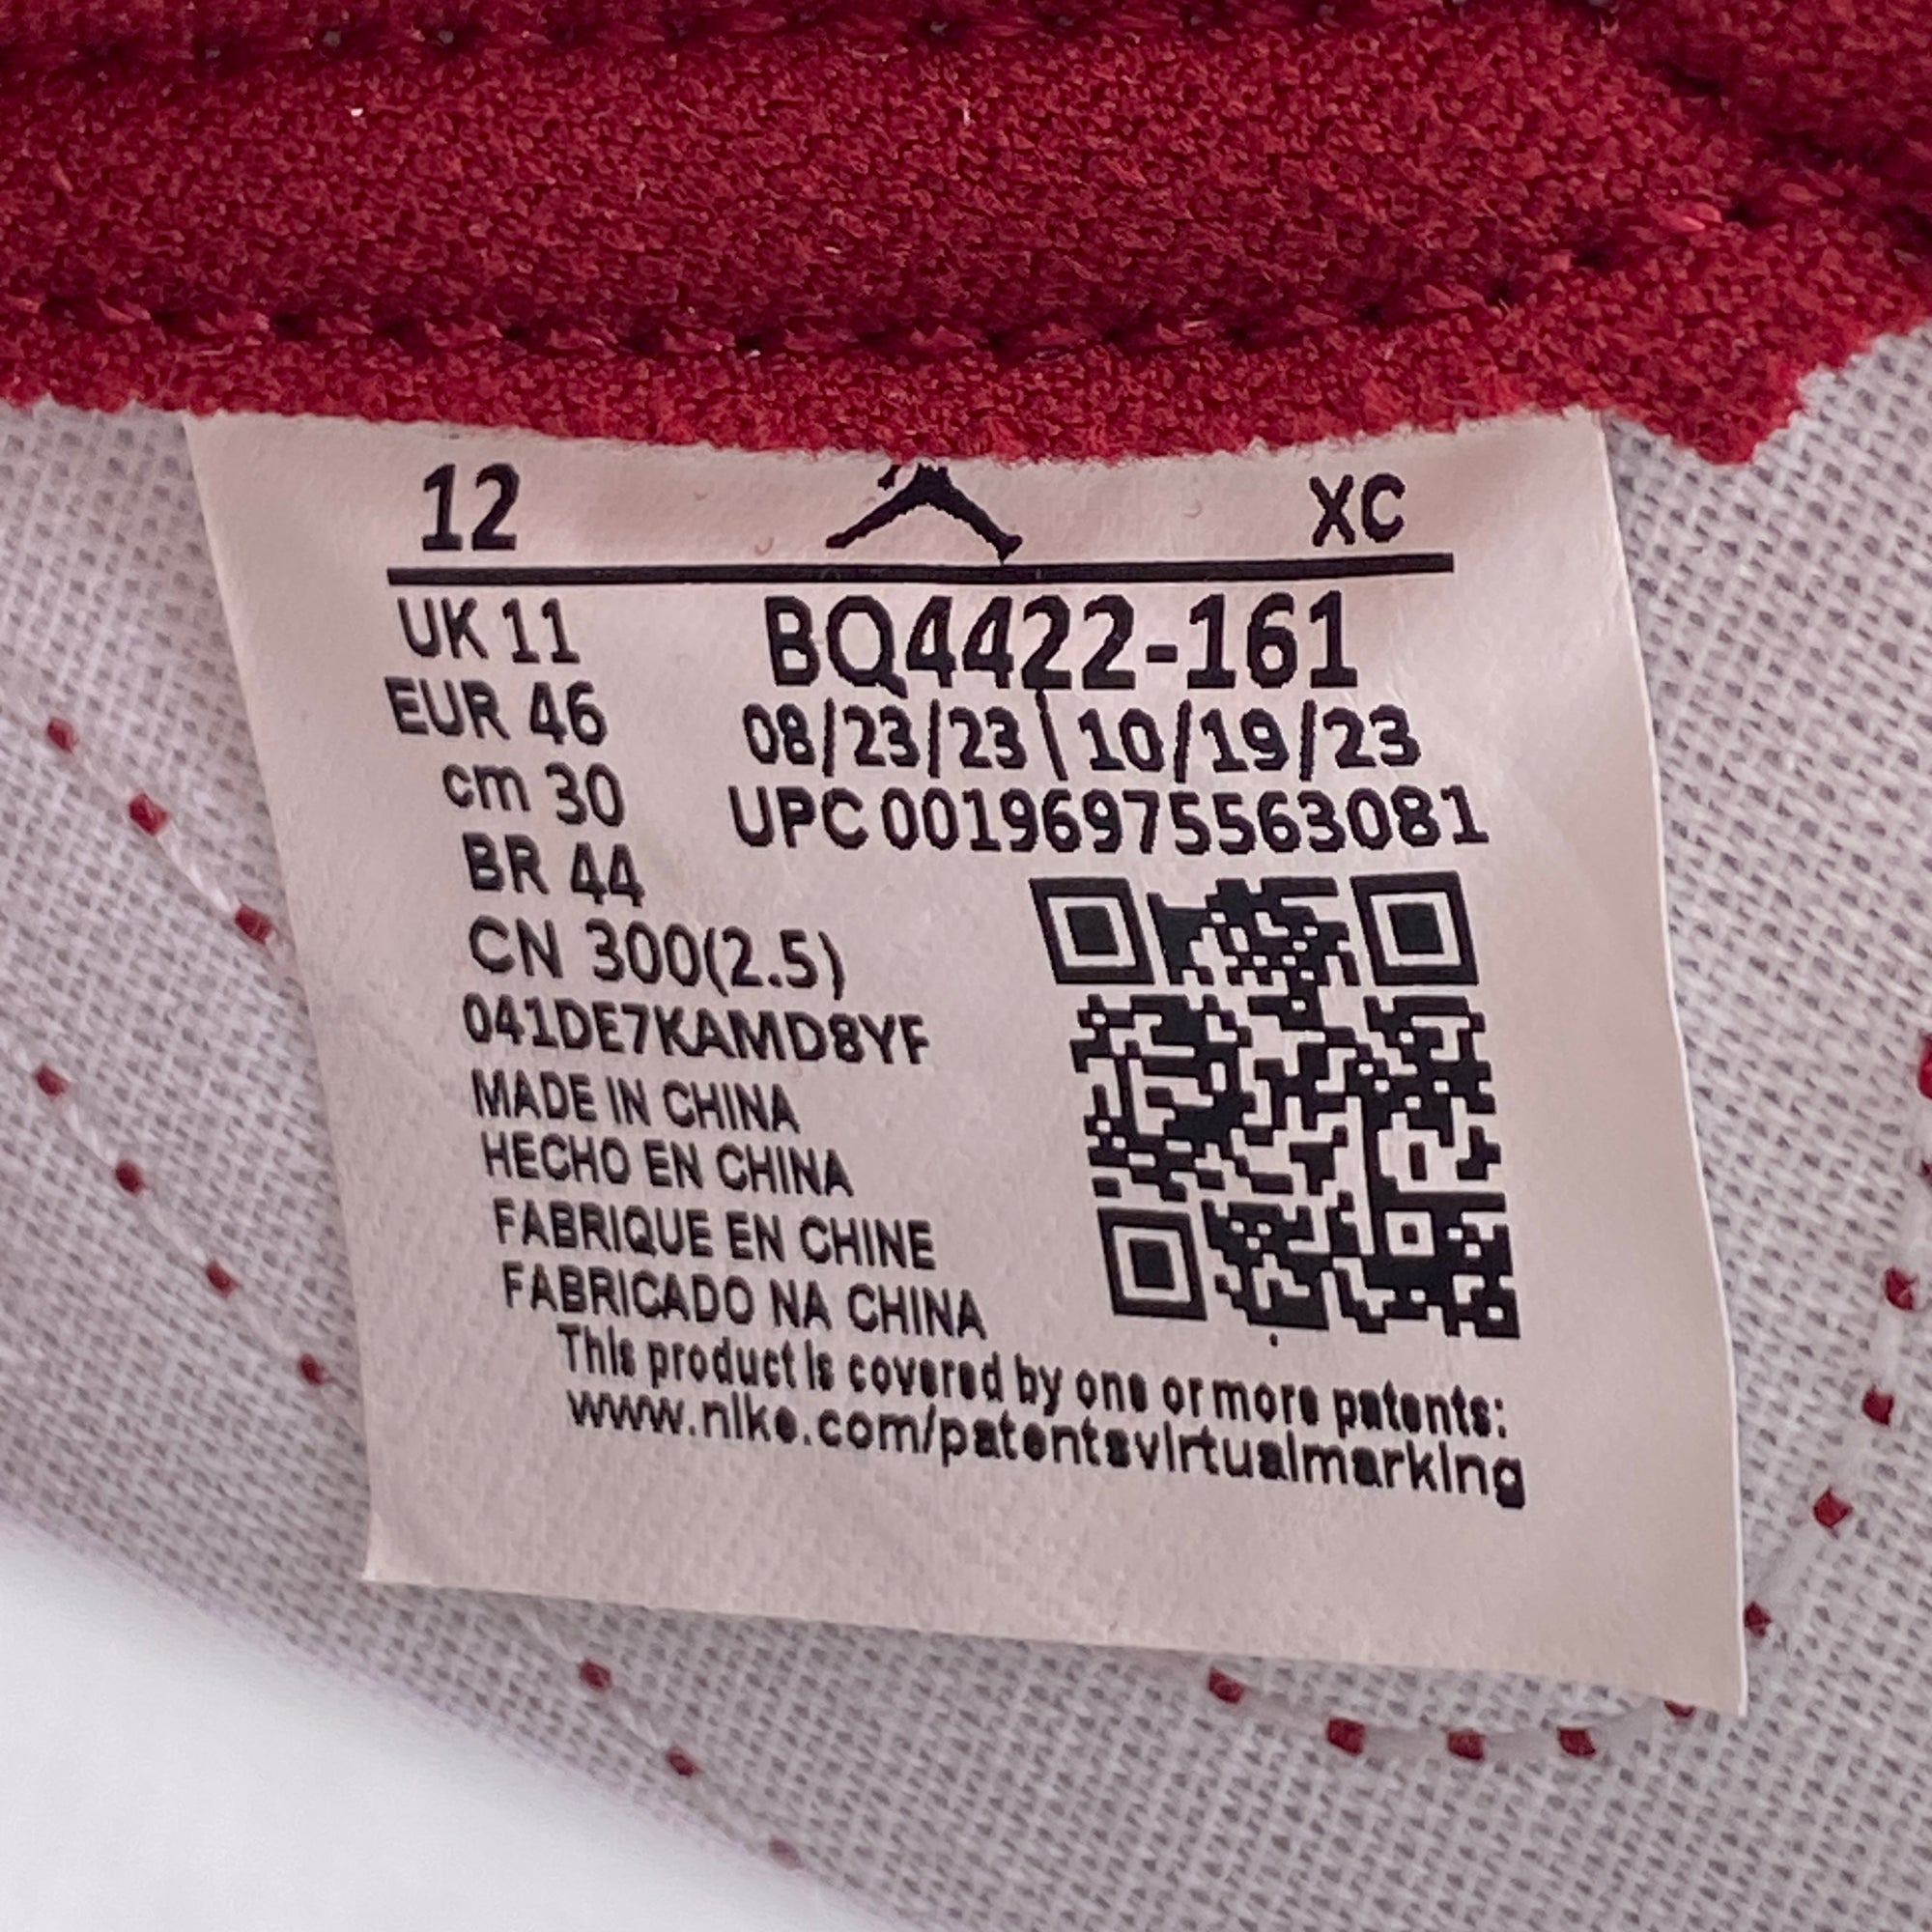 12 XC
UK 11 BQ4422-161
EUR 46 08/23/23 | 10/19/23
cm 30 UPC 00196975563081
BR 44
CN 300(2.5)
041DE7KAMD8YF
MADE IN CHINA
HECHO EN CHINA
FABRIQUE EN CHINE
FABRICADO NA CHINA
This product is covered by one or more patents:
www.nike.com/patentsvirtualmarking